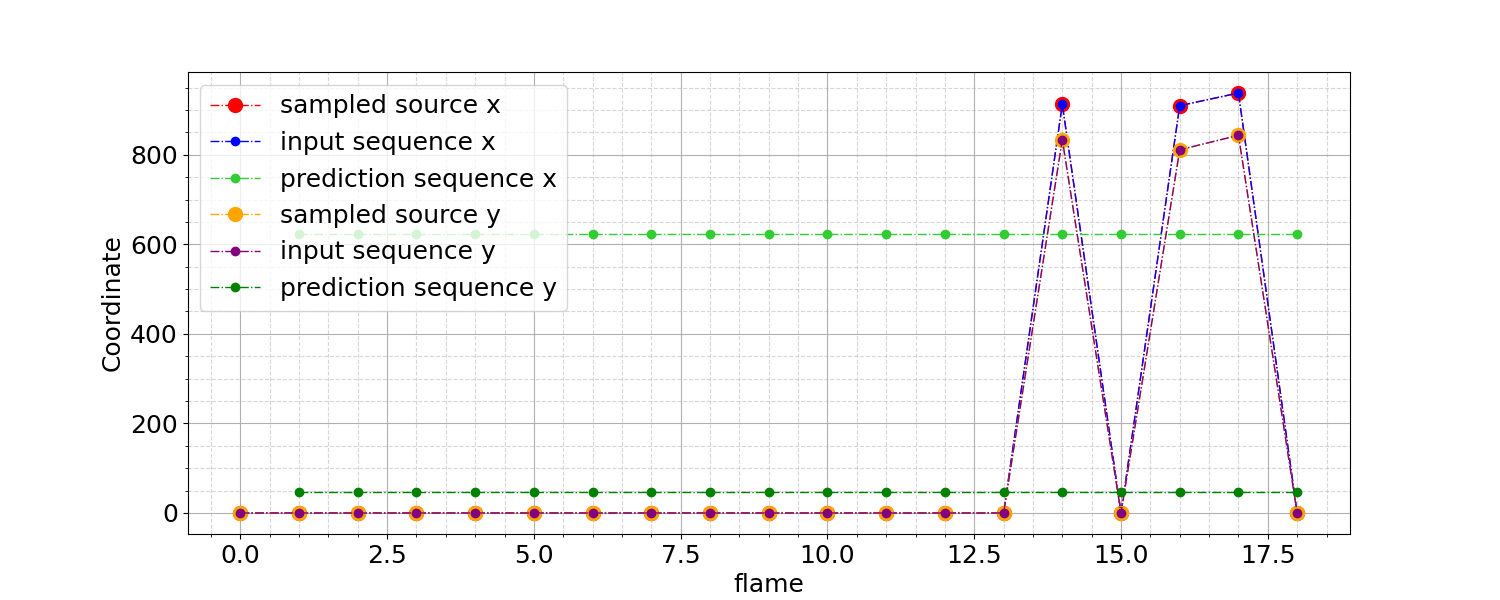 sampled source x
input sequence x
prediction sequence x
sampled source y
input sequence y
prediction sequence y
Coordinate
800
600
400
200
0
0.0 2.5 5.0 7.5 10.0 12.5 15.0 17.5
flame